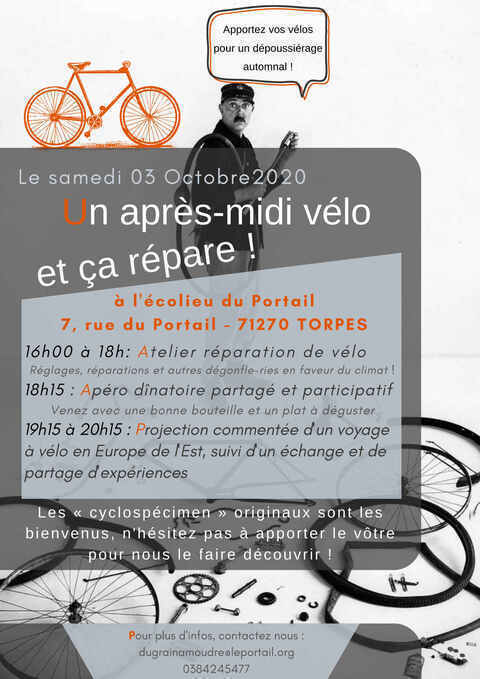 Apportez vos vélos
pour un dépoussiérage
automnal !
Le samedi 03 Octobre2020
Un après-midi vélo
et ça répare !
à l'écolieu du Portail
7, rue du Portail - 71270 TORPES
16h00 à 18h: Atelier réparation de vélo
Réglages, réparations et autres dégonfle-ries en faveur du climat !
18h15 : Apéro dînatoire partagé et participatif
Venez avec une bonne bouteille et un plat à déguster
19h15 à 20h15 : Projection commentée d'un voyage
à vélo en Europe de l'Est, suivi d'un échange et de
partage d'expériences
Les « cyclospécimen » originaux sont les
bienvenus, n'hésitez pas à apporter le vôtre
pour nous le faire découvrir !
Pour plus d'infos, contactez nous :
dugrainamoudre@leportail.org
0384245477